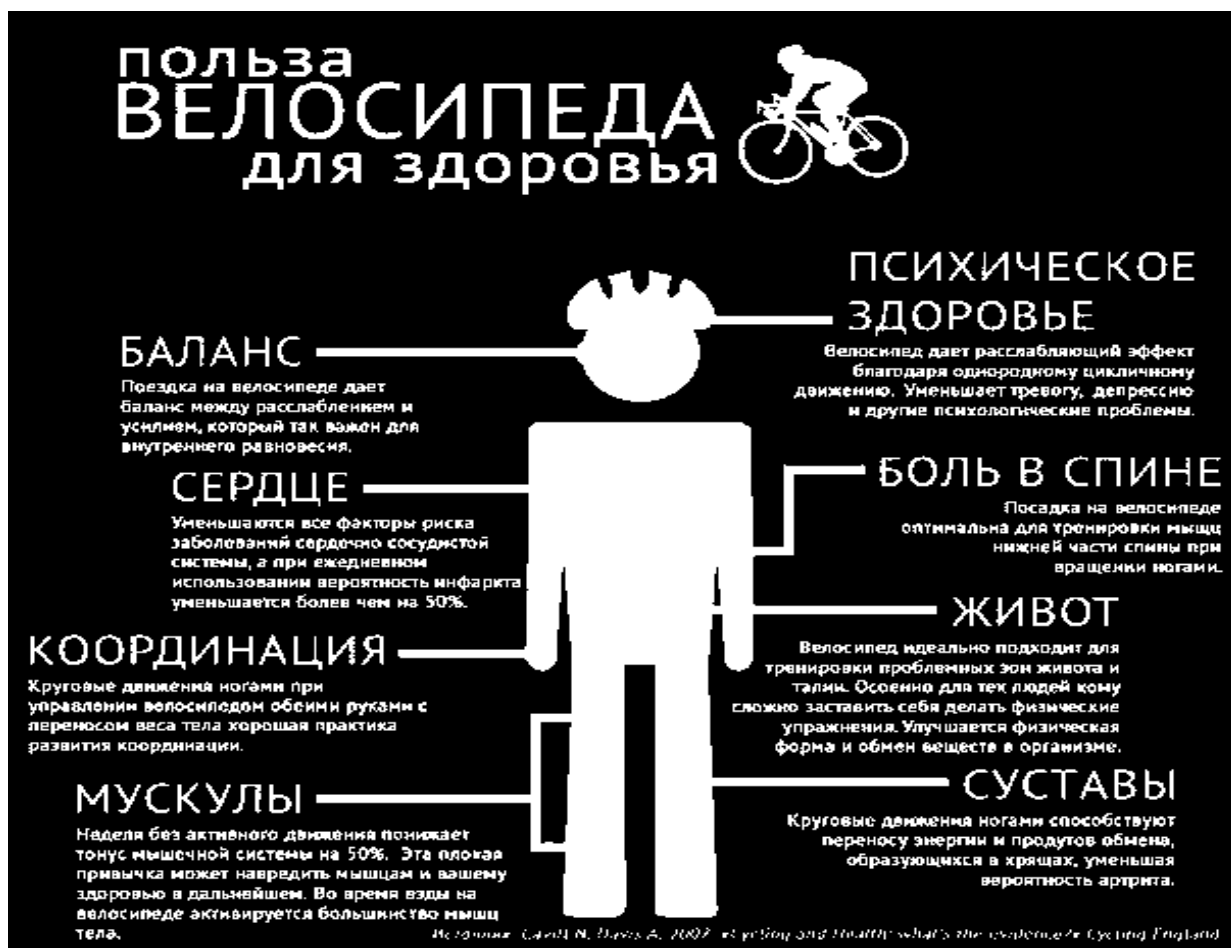 польза
ВЕЛОСИПЕДА
для здоровья
БАЛАНС
Поездка на велосипеде дает
баланс между расслаблением и
усилием, который так важен для
внутреннего равновесия.
СЕРДЦЕ
Уменьшаются все факторы риска
заболеваний сердечно сосудистой
системы, а при ежедневном
использовании вероятность инфаркта
уменьшается более чем на 50%.
КООРДИНАЦИЯ
Круговые движения ногами при
управлении велосипедом обеими руками с
переносом веса тела хорошая практика
развития координации.
МУСКУЛЫ
Неделя без активного движения понижает
тонус мышечной системы на 50%. Эта плохая
привычка может навредить мышцам и вашему
здоровью в дальнейшем. Во время езды на
велосипеде активируется большинство мышц
тела.
ПСИХИЧЕСКОЕ
ЗДОРОВЬЕ
Велосипед дает расслабляющий эффект
благодаря однородному цикличному
движению. Уменьшает тревогу, депрессию
и другие психологические проблемы.
БОЛЬ В СПИНЕ
Посадка на велосипеде
оптимальна для тренировки мышц
нижней части спины при
ногами.
ЖИВОТ
Велосипед идеально подходит для
тренировки проблемных зон живота и
талии. для тех людей кому
сложно заставить себя делать физические
упражнения. Улучшается физическая
форма и обмен веществ в организме.
СУСТАВЫ
Круговые движения ногами способствуют
переносу энергии и обмена,
образующихся в хрящах, уменьшая
вероятность артрита.
Cavill N, Davis A, what's the Cycling England